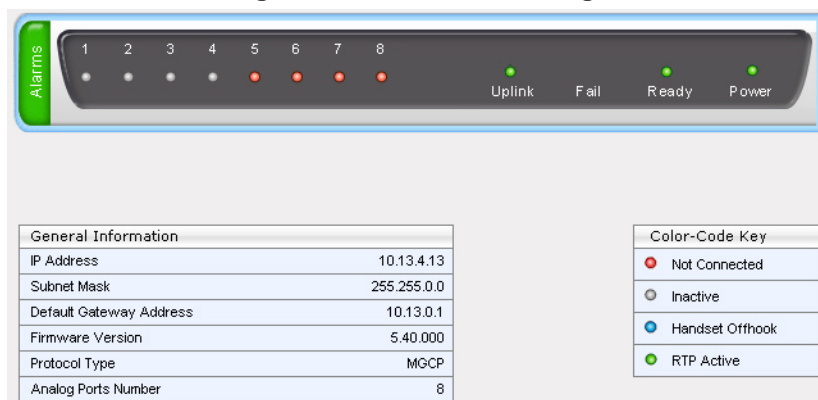 Alarms
1 2 3 4 5 6 7 8
Uplink Fail Ready Power
General Information
IP Address 10.13.4.13
Subnet Mask 255.255.0.0
Default Gateway Address 10.13.0.1
Firmware Version 5.40.000
Protocol Type MGCP
Analog Ports Number 8
Color-Code Key
Not Connected
Inactive
Handset Offhook
RTP Active